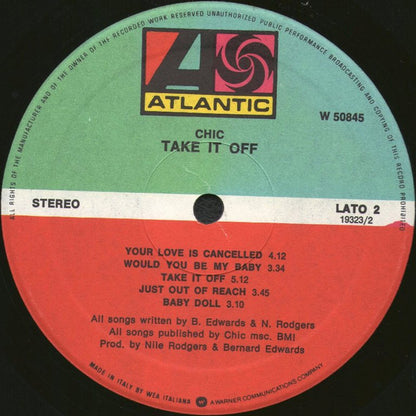 ALL RIGHTS OF THE MANUFACTURER AND OF THE OWNER OF THE RECORDED WORK RESERVED UNAUTHORIZED PUBLIC PERFORMANCE BROADCASTING AND COPYING OF THIS RECORD PROHIBITED
ATLANTIC
W 50845
CHIC
TAKE IT OFF
STEREO
LATO 2
19323/2
YOUR LOVE IS CANCELLED 4.12
WOULD YOU BE MY BABY 3.34
TAKE IT OFF 5.12
JUST OUT OF REACH 3.45
BABY DOLL 3.10
All songs written by B. Edwards & N. Rodgers
All songs published by Chic msc. BMI
Prod. by Nile Rodgers & Bernard Edwards
MADE IN ITALY BY WEA ITALIANA - W A WARNER COMMUNICATIONS COMPANY